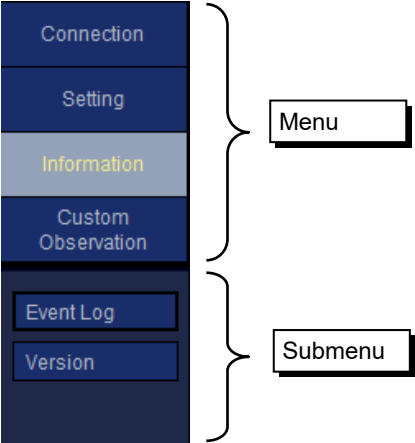 Connection
Setting
Information
Custom
Observation
Menu
Event Log
Version
Submenu